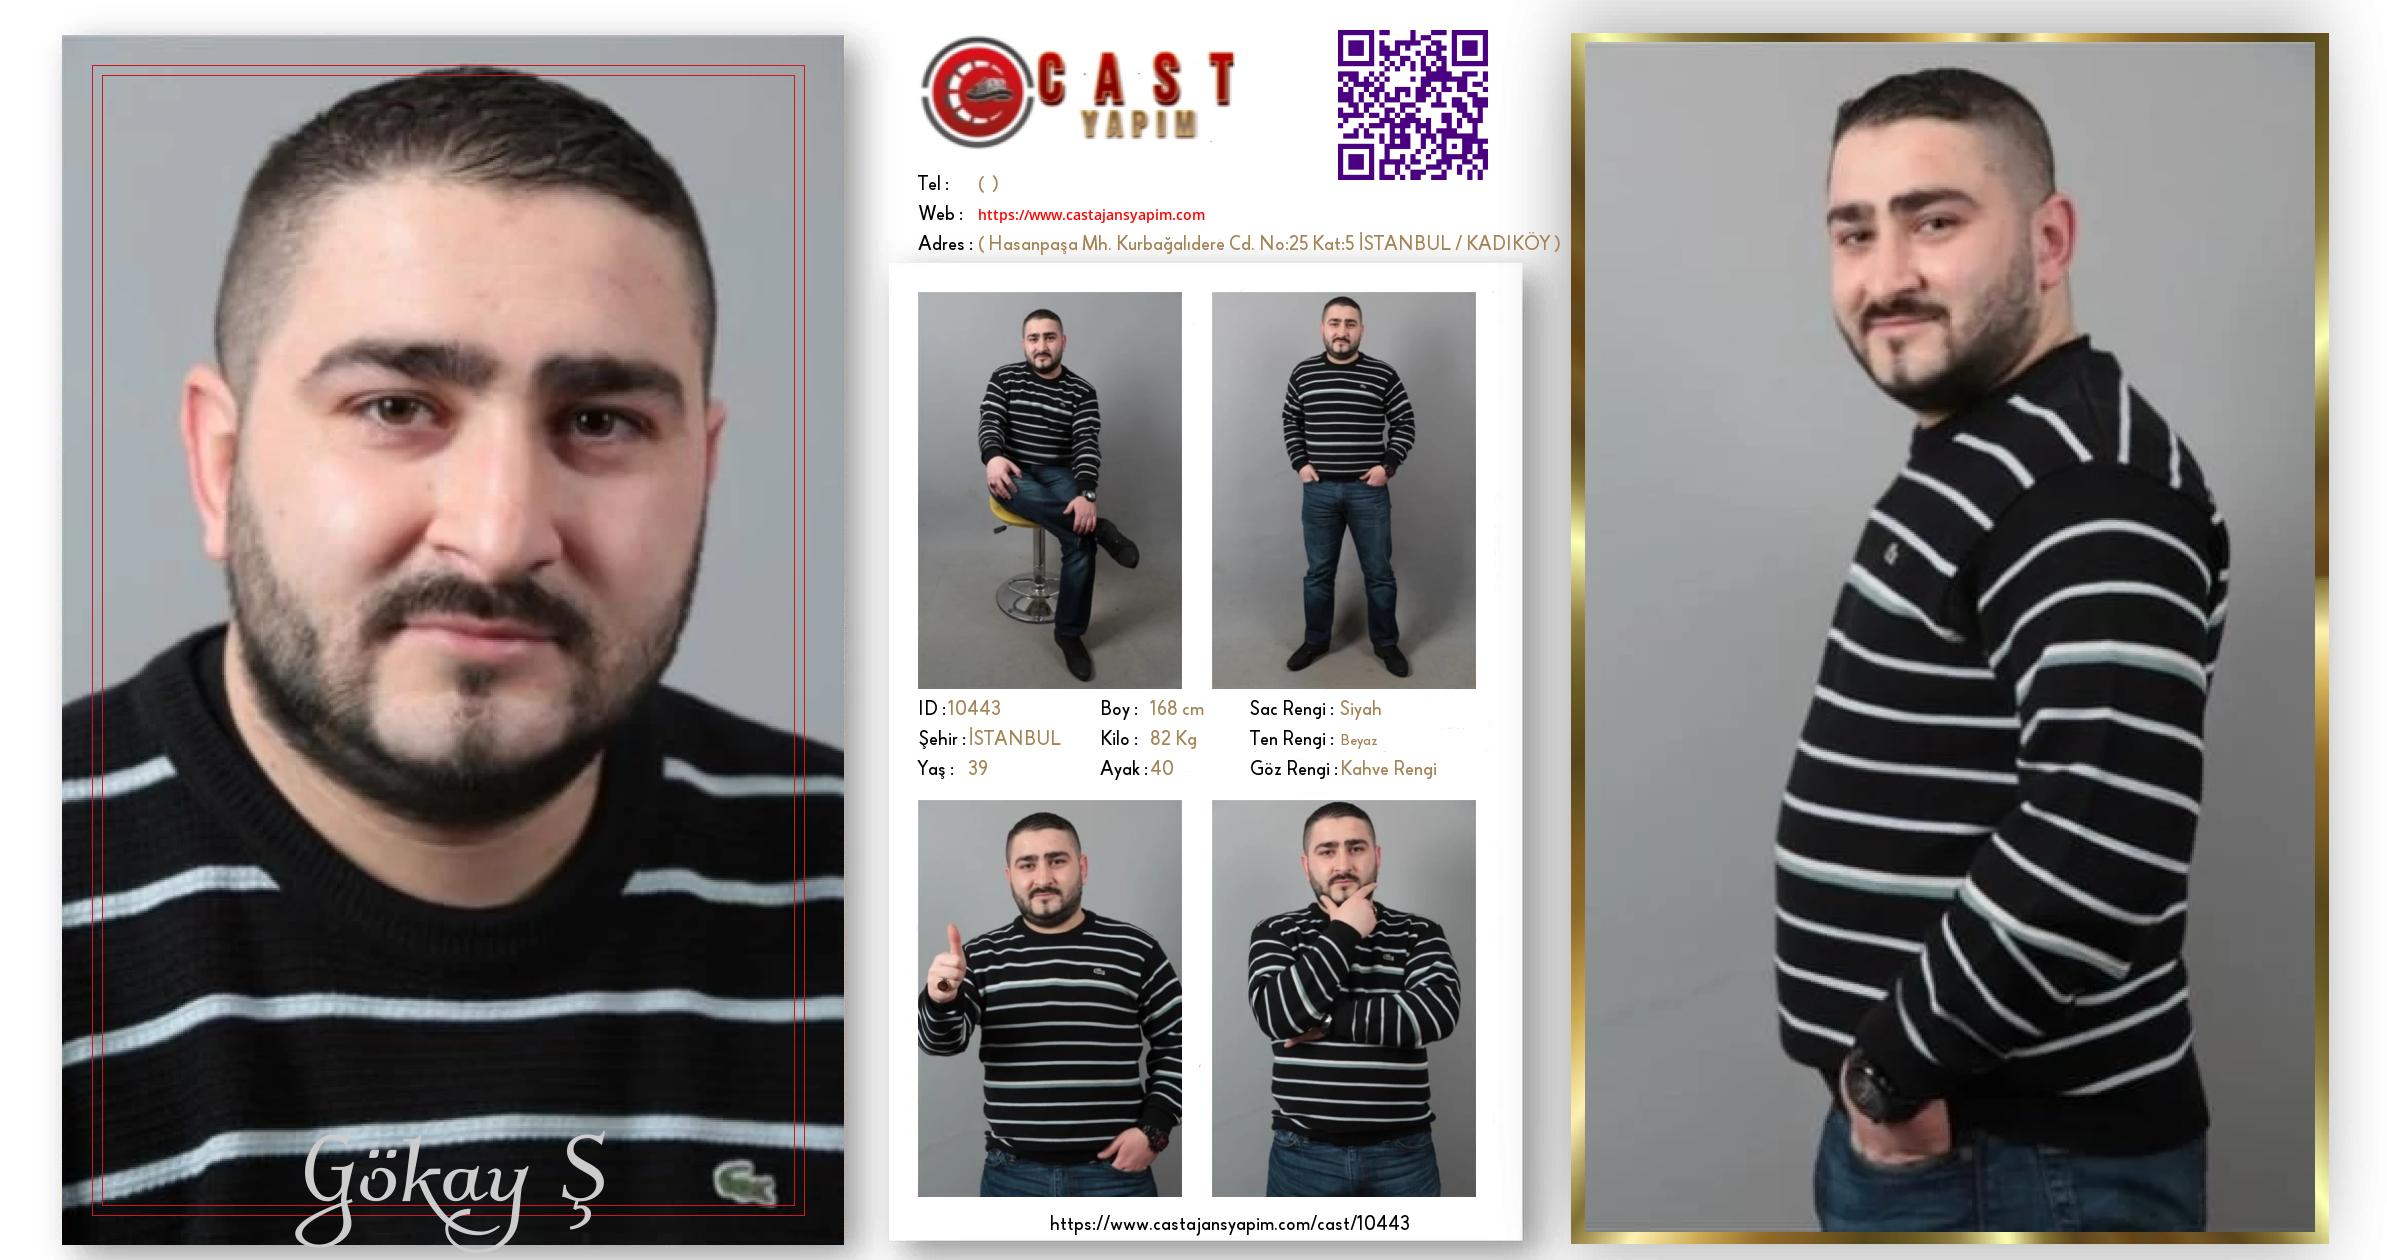 CAST
YAPIM
Tel : ( )
Web : https://www.castajansyapim.com
Adres : ( Hasanpaşa Mh. Kurbağalıdere Cd. No:25 Kat:5 İSTANBUL / KADIKÖY )
ID : 10443 Boy : 168 cm Sac Rengi : Siyah
Şehir : İSTANBUL Kilo : 82 Kg Ten Rengi : Beyaz
Yaş : 39 Ayak : 40 Göz Rengi : Kahve Rengi
https://www.castajansyapim.com/cast/10443
Gökay Ş